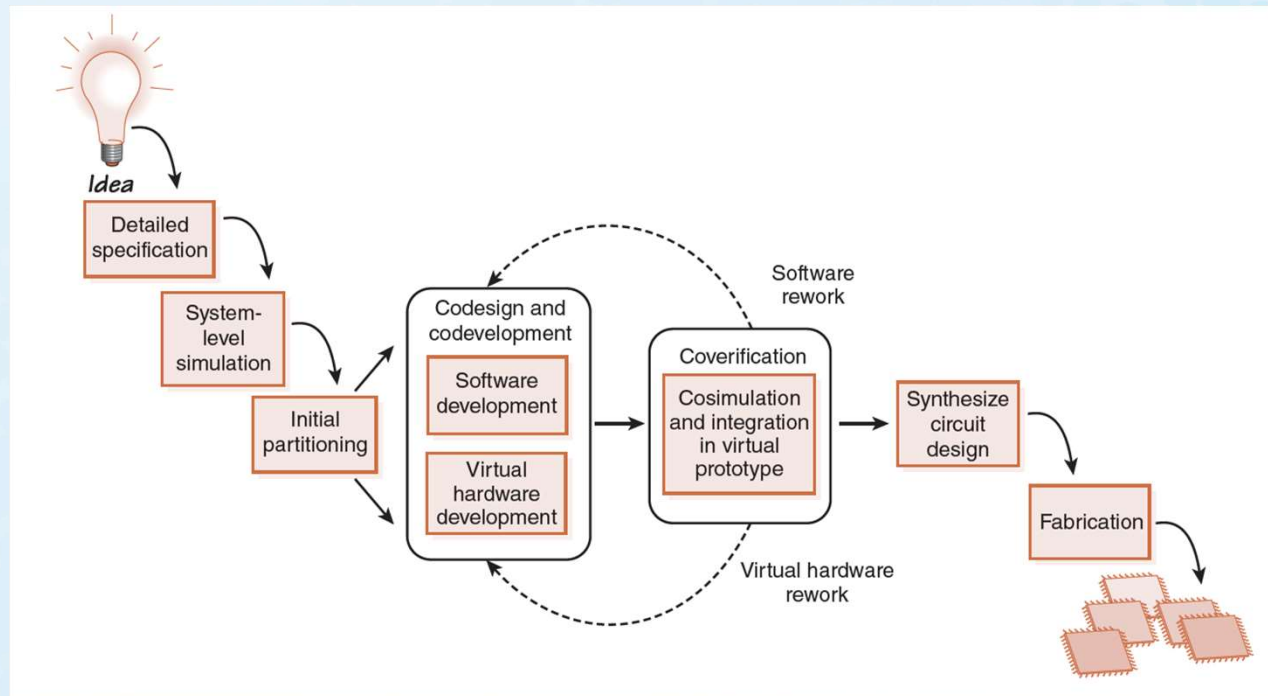 Idea
Detailed
specification
System-
level
simulation
Initial
partitioning
Codesign and
codevelopment
Software
development
Virtual
hardware
development
Software
rework
Coverification
Cosimulation
and integration
in virtual
prototype
Virtual hardware
rework
Synthesize
circuit
design
Fabrication